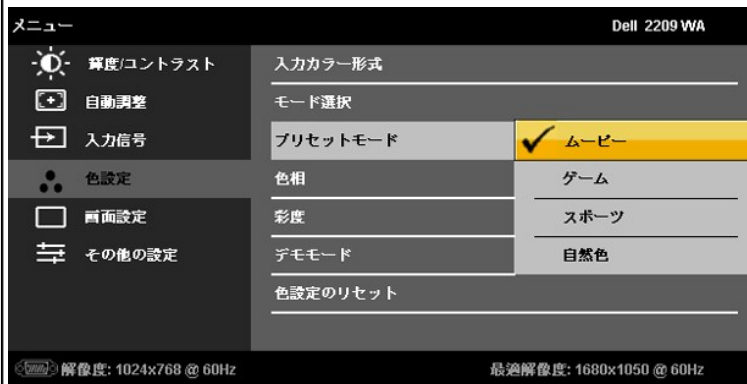 メニュー
Dell 2209 WA
輝度/コントラスト
自動調整
入力信号
色設定
画面設定
その他の設定
入力カラー形式
モード選択
プリセットモード
色相
彩度
デモモード
色設定のリセット
ムービー
ゲーム
スポーツ
自然色
解像度: 1024x768 @ 60Hz
最適解像度: 1680x1050 @ 60Hz